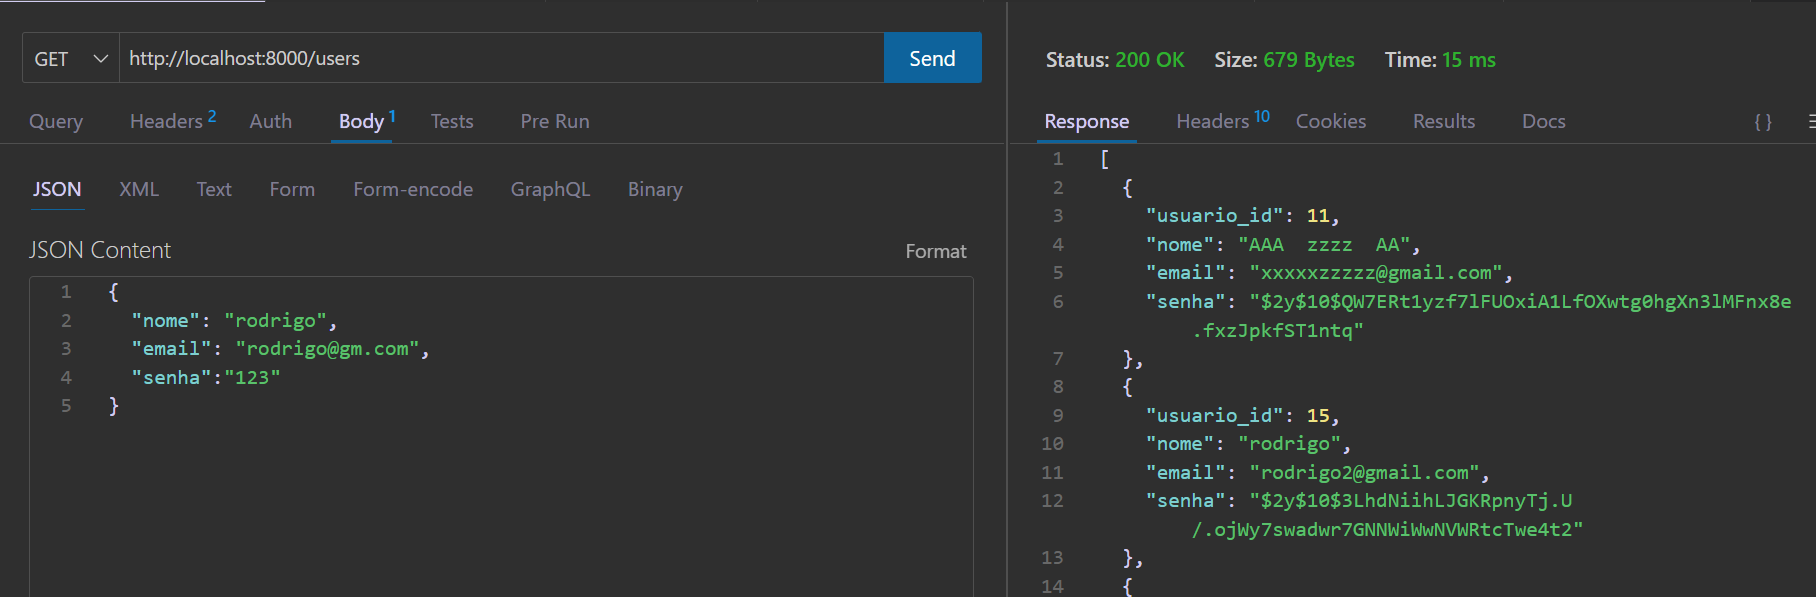 GET http://localhost:8000/users Send
Query Headers 2 Auth Body 1 Tests Pre Run
JSON XML Text Form Form-encode GraphQL Binary
JSON Content Format
1 {
2 "nome": "rodrigo",
3 "email": "rodrigo@gm.com",
4 "senha":"123"
5 }
Status: 200 OK Size: 679 Bytes Time: 15 ms
Response Headers 10 Cookies Results Docs { }
1 [
2 {
3 "usuario_id": 11,
4 "nome": "AAA  zzzz  AA",
5 "email": "xxxxxzzzzz@gmail.com",
6 "senha": "$2y$10$QW7ERt1yzf7lFUOxiA1LfOXwtg0hgXn3lMFnx8e
.fxzJpkfST1ntq"
7 },
8 {
9 "usuario_id": 15,
10 "nome": "rodrigo",
11 "email": "rodrigo2@gmail.com",
12 "senha": "$2y$10$3LhdNiihLJGKRpnyTj.U
/.ojWy7swadwr7GNNWiWwNVWRtcTwe4t2"
13 },
14 {